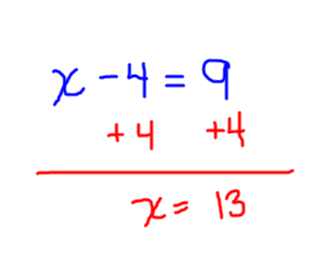 x - 4 = 9
+4 +4
x = 13